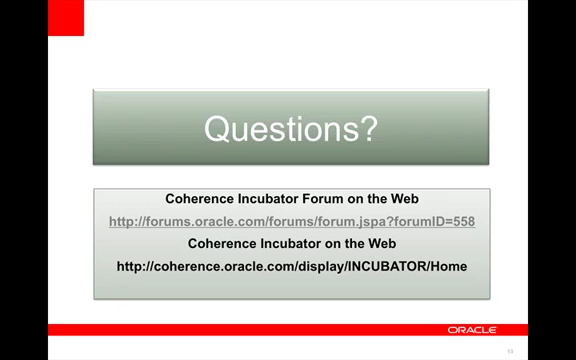 Questions?
Coherence Incubator Forum on the Web
http://forums.oracle.com/forums/forum.jspa?forumID=558
Coherence Incubator on the Web
http://coherence.oracle.com/display/INCUBATOR/Home
ORACLE
13